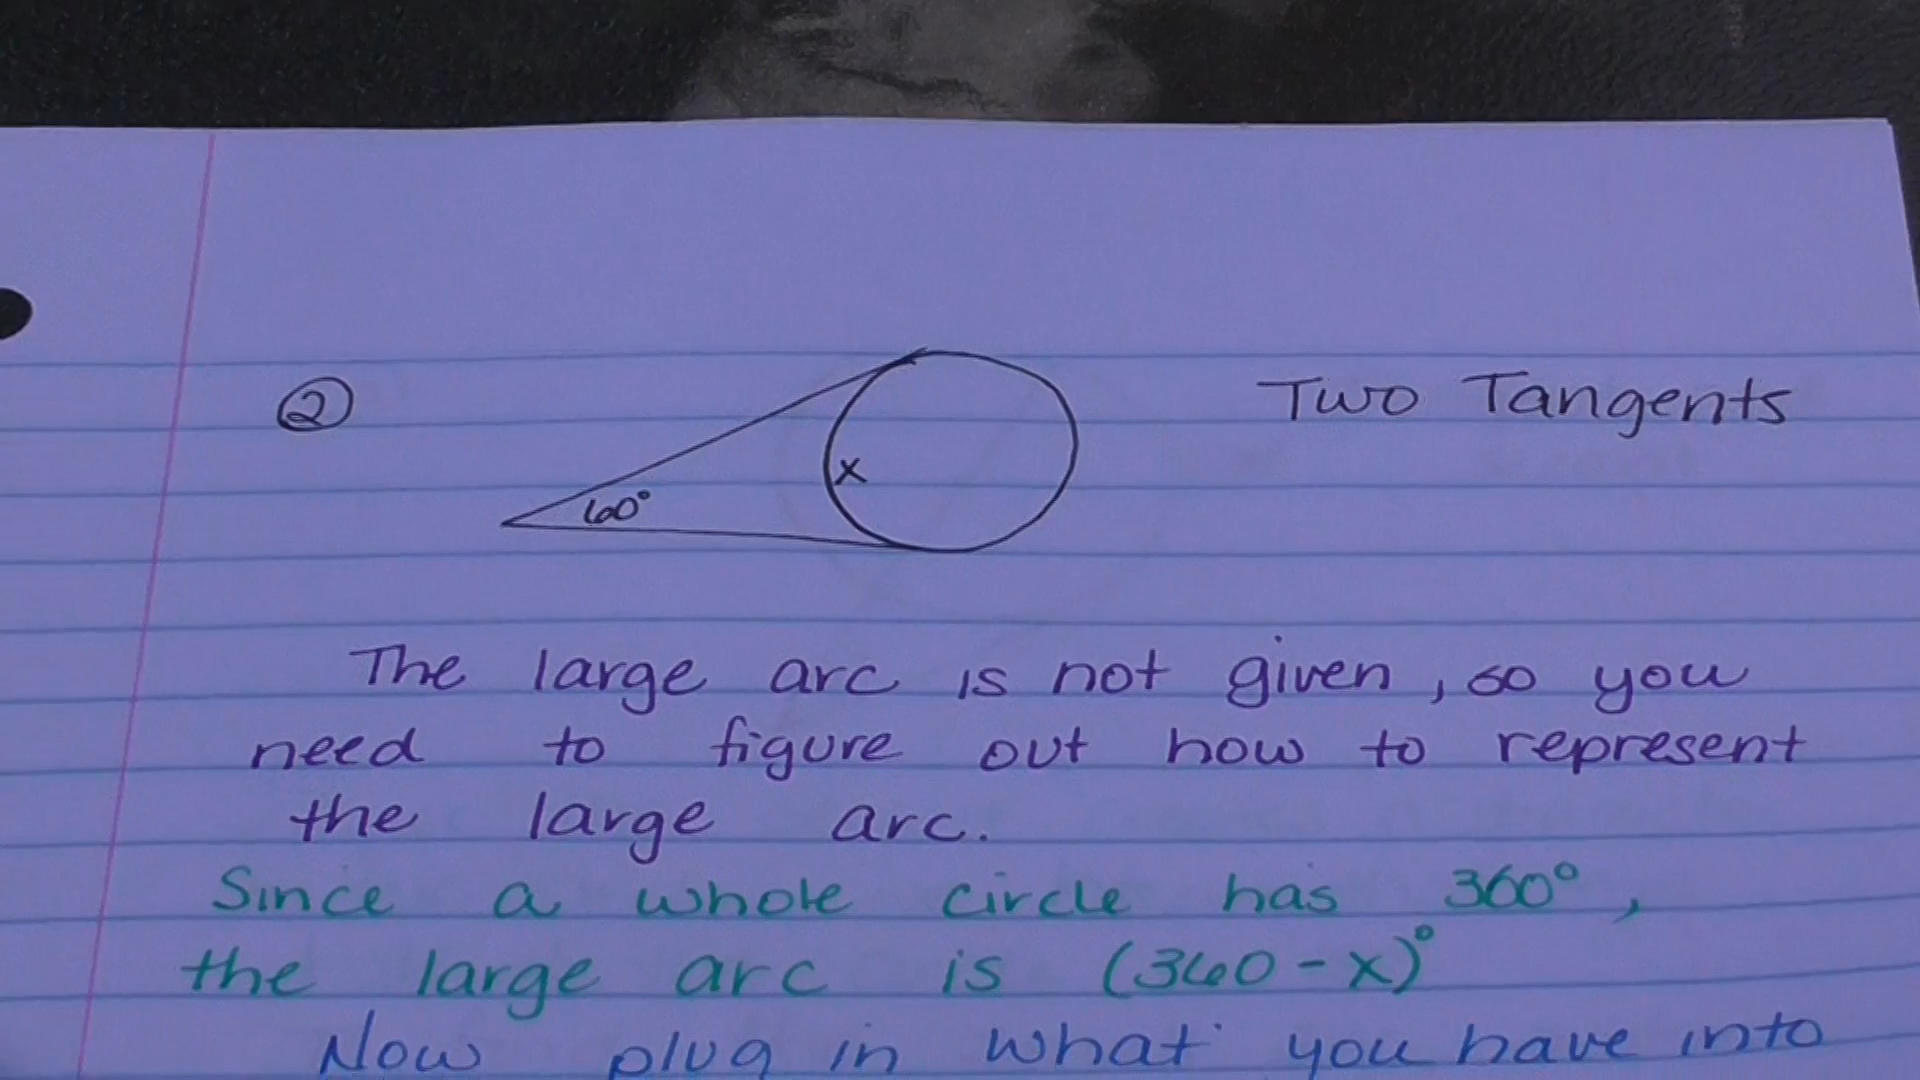 ② Two Tangents
x
60°
The large arc is not given, so you
need to figure out how to represent
the large arc.
Since a whole circle has 360°,
the large arc is (360-x)°
Now plug in what you have into